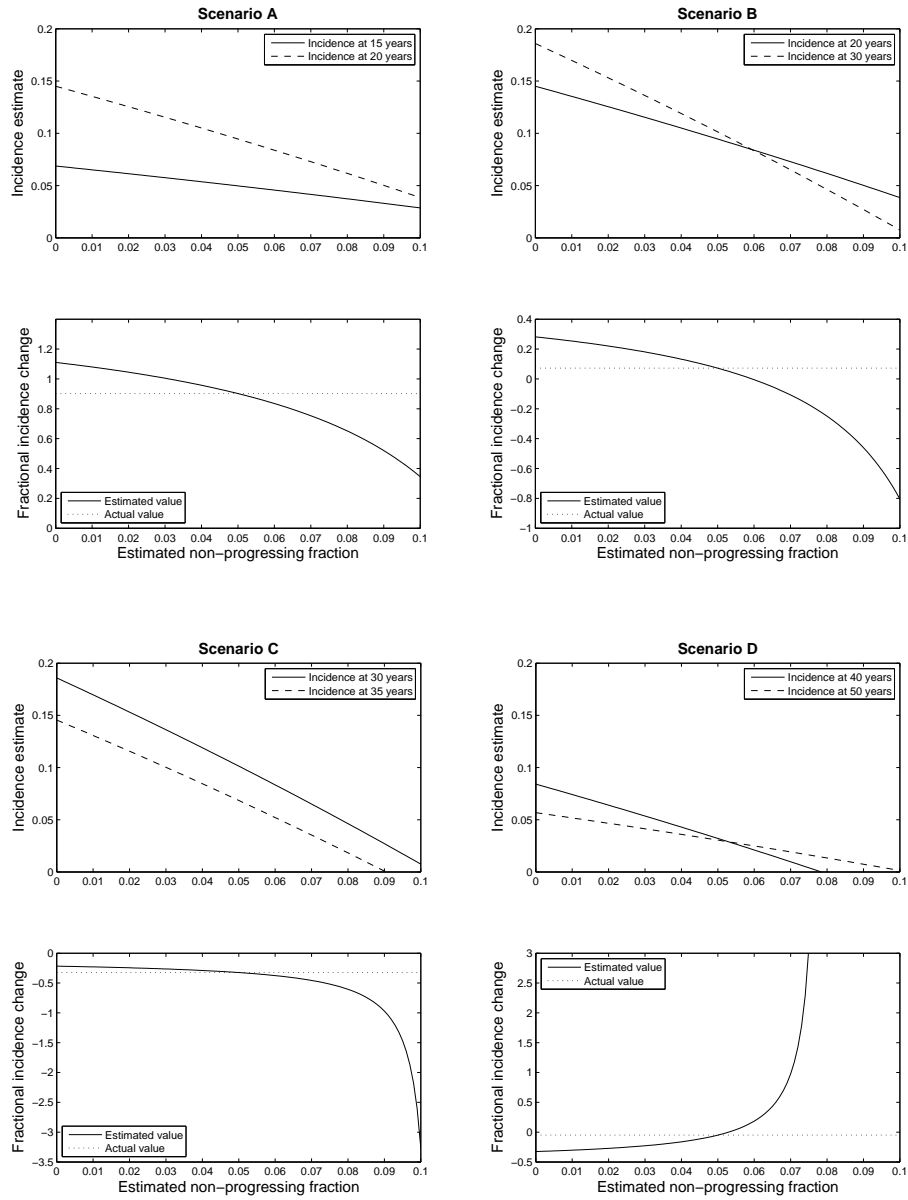 Scenario A
Incidence estimate
0.2
0.15
0.1
0.05
0
Incidence at 15 years
Incidence at 20 years
0 0.01 0.02 0.03 0.04 0.05 0.06 0.07 0.08 0.09 0.1
Scenario B
Incidence estimate
0.2
0.15
0.1
0.05
0
Incidence at 20 years
Incidence at 30 years
0 0.01 0.02 0.03 0.04 0.05 0.06 0.07 0.08 0.09 0.1
Fractional incidence change
1.2
1
0.8
0.6
0.4
0.2
0
Estimated value
Actual value
0 0.01 0.02 0.03 0.04 0.05 0.06 0.07 0.08 0.09 0.1
Estimated non−progressing fraction
Fractional incidence change
0.4
0.2
0
−0.2
−0.4
−0.6
−0.8
−1
Estimated value
Actual value
0 0.01 0.02 0.03 0.04 0.05 0.06 0.07 0.08 0.09 0.1
Estimated non−progressing fraction
Scenario C
Incidence estimate
0.2
0.15
0.1
0.05
0
Incidence at 30 years
Incidence at 35 years
0 0.01 0.02 0.03 0.04 0.05 0.06 0.07 0.08 0.09 0.1
Scenario D
Incidence estimate
0.2
0.15
0.1
0.05
0
Incidence at 40 years
Incidence at 50 years
0 0.01 0.02 0.03 0.04 0.05 0.06 0.07 0.08 0.09 0.1
Fractional incidence change
0
−0.5
−1
−1.5
−2
−2.5
−3
−3.5
Estimated value
Actual value
0 0.01 0.02 0.03 0.04 0.05 0.06 0.07 0.08 0.09 0.1
Estimated non−progressing fraction
Fractional incidence change
3
2.5
2
1.5
1
0.5
0
−0.5
Estimated value
Actual value
0 0.01 0.02 0.03 0.04 0.05 0.06 0.07 0.08 0.09 0.1
Estimated non−progressing fraction